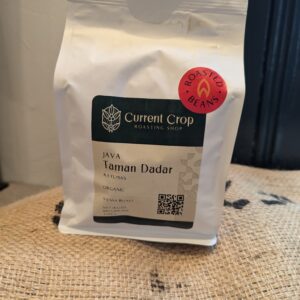 ROASTED
BEANS
Current Crop
ROASTING SHOP
JAVA
Taman Dadar
ORGANIC